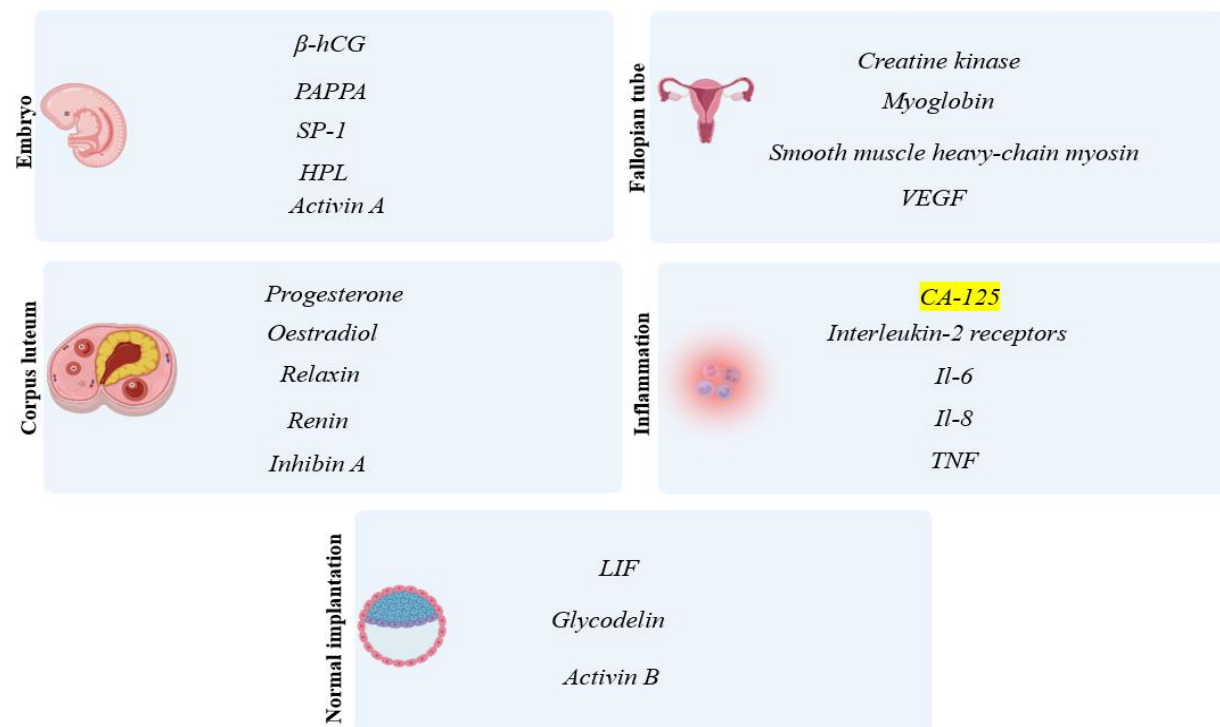 Embryo
β-hCG
PAPPA
SP-1
HPL
Activin A
Fallopian tube
Creatine kinase
Myoglobin
Smooth muscle heavy-chain myosin
VEGF
Corpus luteum
Progesterone
Oestradiol
Relaxin
Renin
Inhibin A
Inflammation
CA-125
Interleukin-2 receptors
Il-6
Il-8
TNF
Normal implantation
LIF
Glycodelin
Activin B